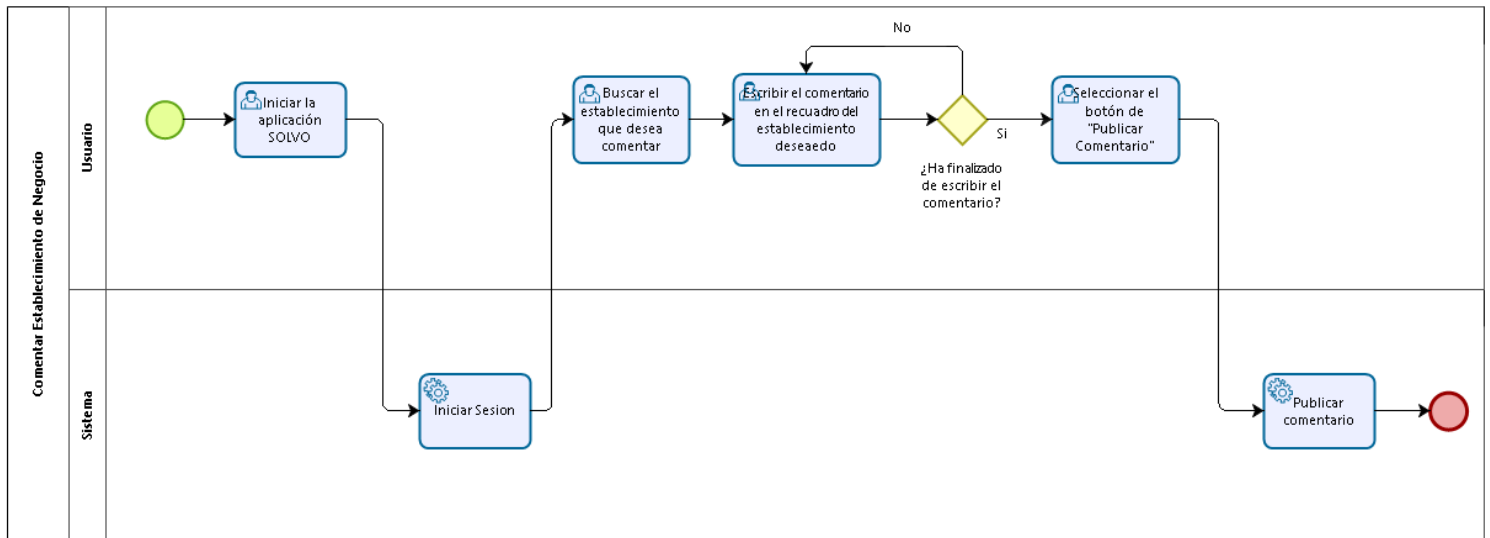 Comentar Establecimiento de Negocio
Usuario
Iniciar la
aplicación
SOLVO
Buscar el
establecimiento
que desea
comentar
Escribir el comentario
en el recuadro del
establecimiento
deseaedo
No
Si
¿Ha finalizado
de escribir el
comentario?
Seleccionar el
botón de
"Publicar
Comentario"
Sistema
Iniciar Sesion
Publicar
comentario